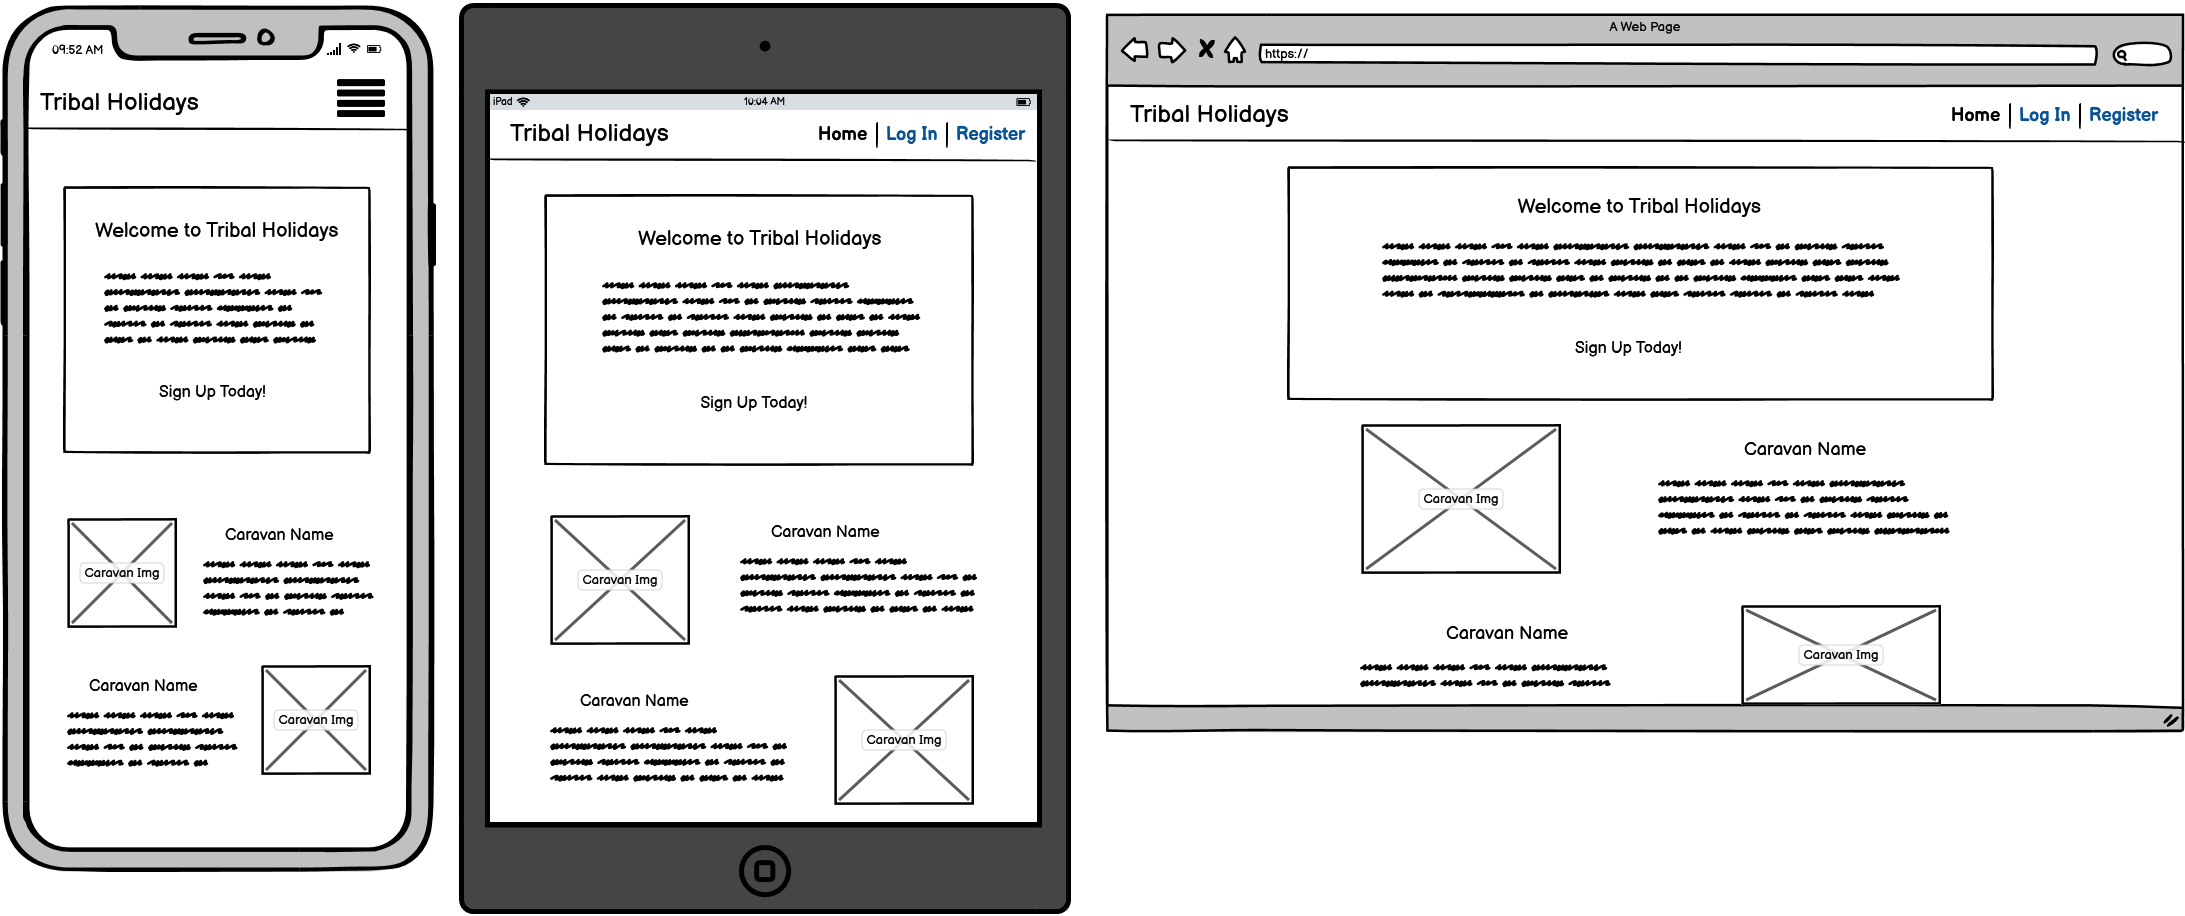 09:52 AM
Tribal Holidays
Welcome to Tribal Holidays
Sign Up Today!
Caravan Img
Caravan Name
Caravan Name
Caravan Img
iPad
10:04 AM
Tribal Holidays
Home
Log In
Register
Welcome to Tribal Holidays
Sign Up Today!
Caravan Img
Caravan Name
Caravan Name
Caravan Img
A Web Page
https://
Tribal Holidays
Home
Log In
Register
Welcome to Tribal Holidays
Sign Up Today!
Caravan Img
Caravan Name
Caravan Name
Caravan Img